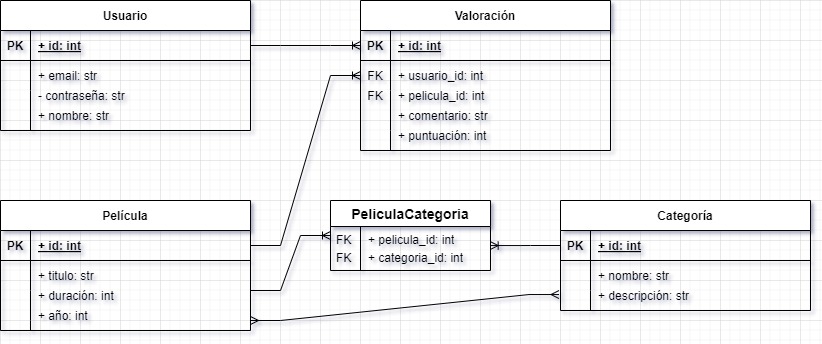 Usuario
PK + id: int
+ email: str
- contraseña: str
+ nombre: str
Valoración
PK + id: int
FK + usuario_id: int
FK + pelicula_id: int
+ comentario: str
+ puntuación: int
Película
PK + id: int
+ titulo: str
+ duración: int
+ año: int
PeliculaCategoria
FK + pelicula_id: int
FK + categoria_id: int
Categoría
PK + id: int
+ nombre: str
+ descripción: str